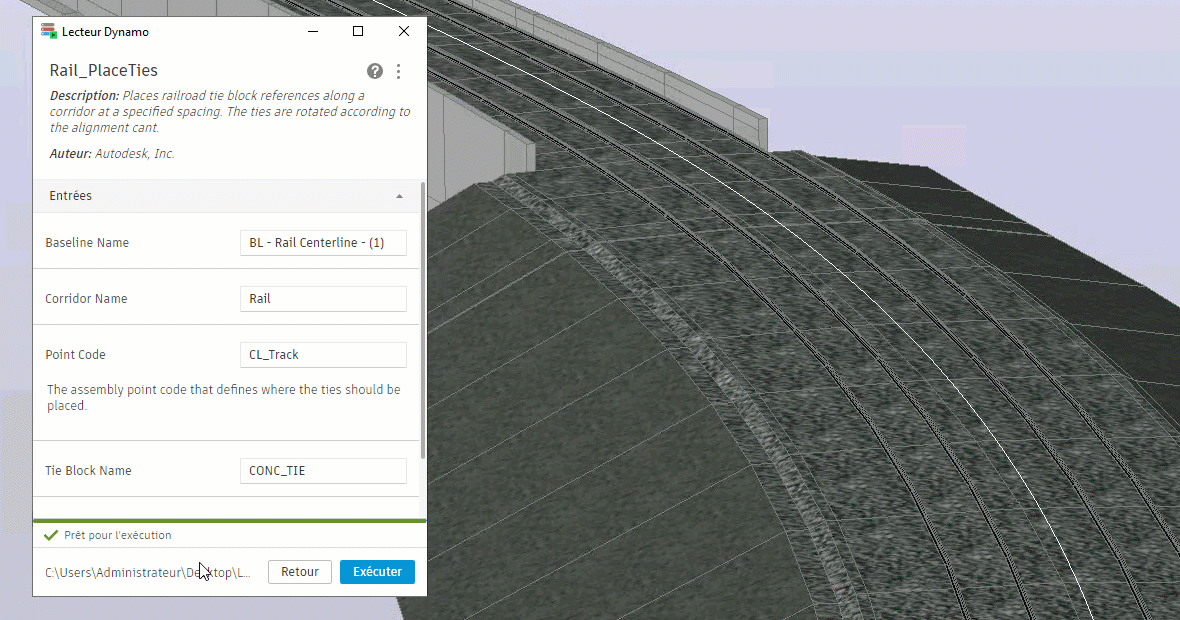 Lecteur Dynamo
Rail_PlaceTies
Description: Places railroad tie block references along a
corridor at a specified spacing. The ties are rotated according to
the alignment cant.
Auteur: Autodesk, Inc.
Entrées
Baseline Name BL - Rail Centerline - (1)
Corridor Name Rail
Point Code CL_Track
The assembly point code that defines where the ties should be
placed.
Tie Block Name CONC_TIE
Prêt pour l'exécution
C:\Users\Administrateur\Desktop\L... Retour Exécuter